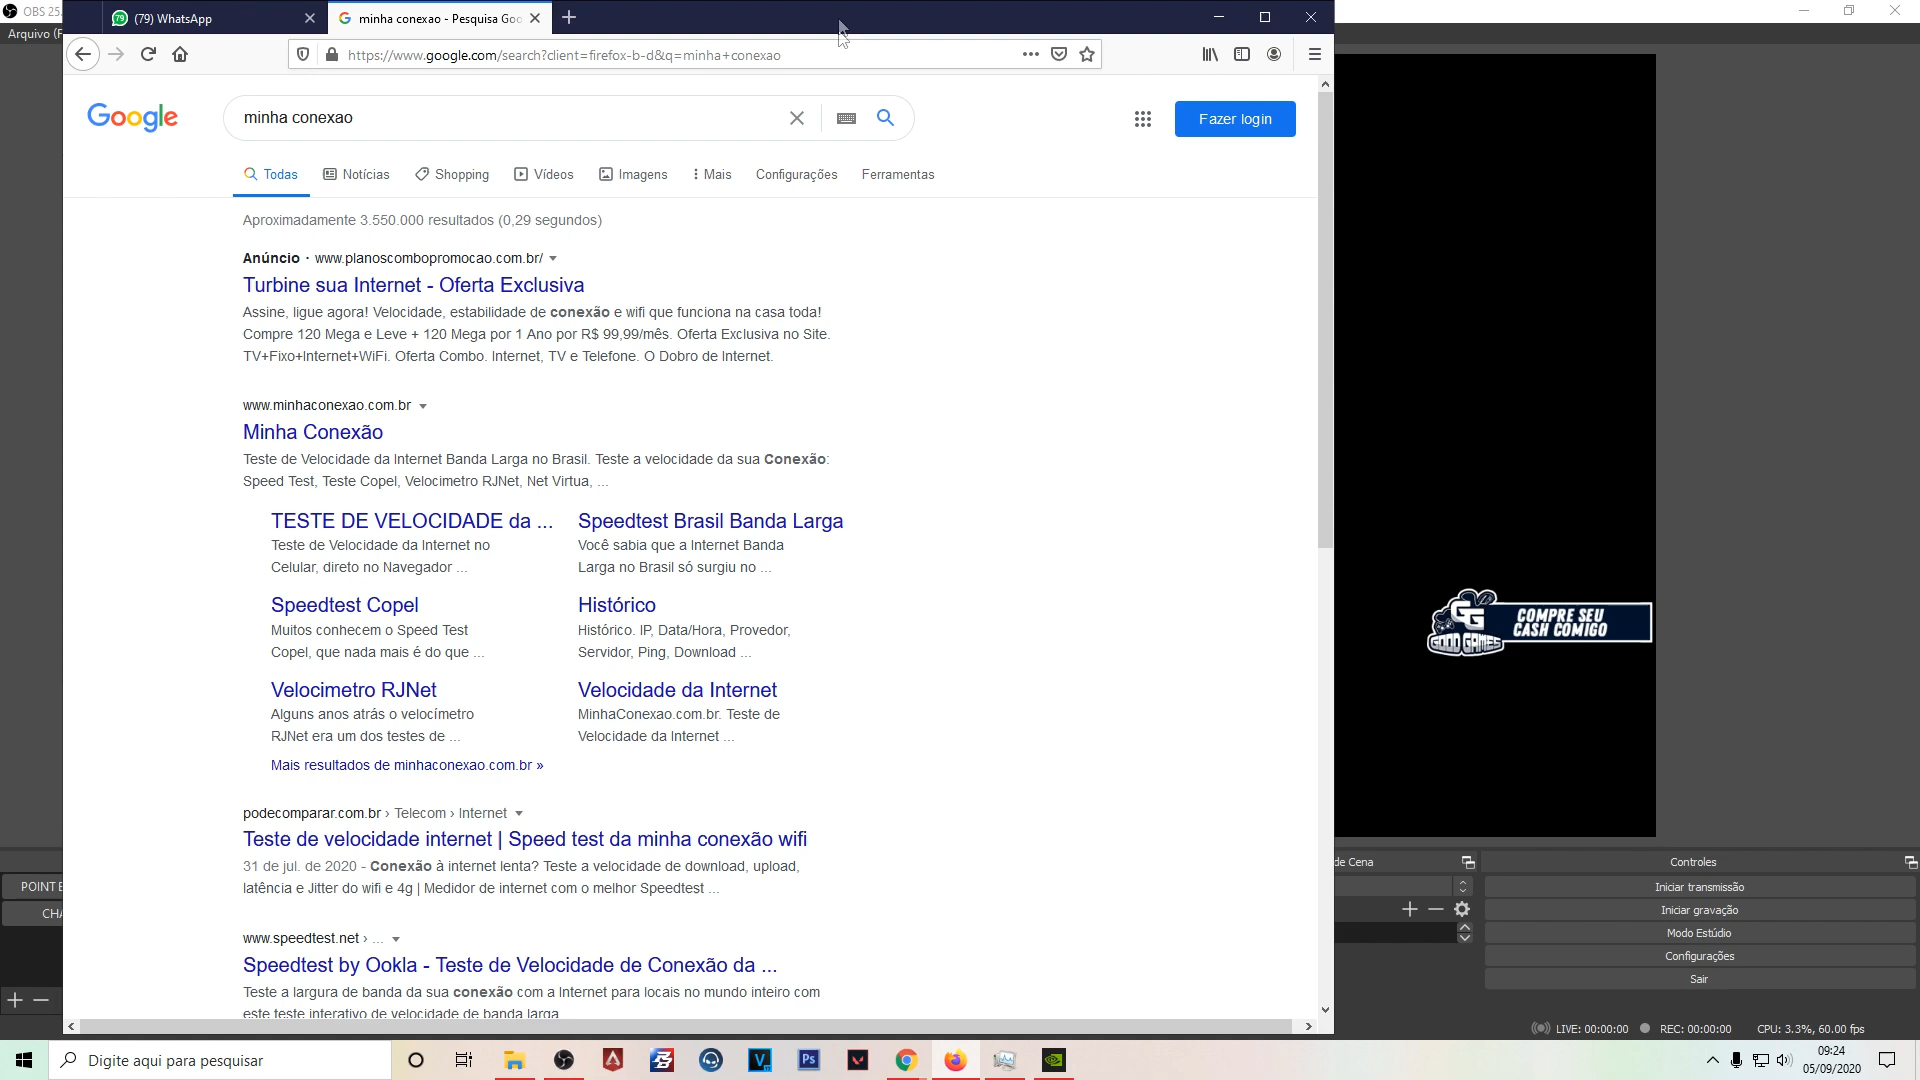 OBS 25.
(79) WhatsApp
minha conexao - Pesquisa Goo
Arquivo (F
https://www.google.com/search?client=firefox-b-d&q=minha+conexao
Google
minha conexao
Fazer login
Todas
Notícias
Shopping
Vídeos
Imagens
Mais
Configurações
Ferramentas
Aproximadamente 3.550.000 resultados (0,29 segundos)
Anúncio · www.planoscombopromocao.com.br/
Turbine sua Internet - Oferta Exclusiva
Assine, ligue agora! Velocidade, estabilidade de conexão e wifi que funciona na casa toda!
Compre 120 Mega e Leve + 120 Mega por 1 Ano por R$ 99,99/mês. Oferta Exclusiva no Site.
TV+Fixo+Internet+WiFi. Oferta Combo. Internet, TV e Telefone. O Dobro de Internet.
www.minhaconexao.com.br
Minha Conexão
Teste de Velocidade da Internet Banda Larga no Brasil. Teste a velocidade da sua Conexão:
Speed Test, Teste Copel, Velocimetro RJNet, Net Virtua, ...
TESTE DE VELOCIDADE da ...
Teste de Velocidade da Internet no
Celular, direto no Navegador ...
Speedtest Brasil Banda Larga
Você sabia que a Internet Banda
Larga no Brasil só surgiu no ...
Speedtest Copel
Muitos conhecem o Speed Test
Copel, que nada mais é do que ...
Histórico
Histórico. IP, Data/Hora, Provedor,
Servidor, Ping, Download ...
Velocimetro RJNet
Alguns anos atrás o velocímetro
RJNet era um dos testes de ...
Velocidade da Internet
MinhaConexao.com.br. Teste de
Velocidade da Internet ...
Mais resultados de minhaconexao.com.br »
podecomparar.com.br › Telecom › Internet
Teste de velocidade internet | Speed test da minha conexão wifi
31 de jul. de 2020 - Conexão à internet lenta? Teste a velocidade de download, upload,
latência e Jitter do wifi e 4g | Medidor de internet com o melhor Speedtest ...
www.speedtest.net › ...
Speedtest by Ookla - Teste de Velocidade de Conexão da ...
Teste a largura de banda da sua conexão com a Internet para locais no mundo inteiro com
este teste interativo de velocidade de banda larga
GG
GOOD GAMES
COMPRE SEU
CASH COMIGO
POINT B
CHA
de Cena
Controles
Iniciar transmissão
Iniciar gravação
Modo Estúdio
Configurações
Sair
LIVE: 00:00:00
REC: 00:00:00
CPU: 3.3%, 60.00 fps
Digite aqui para pesquisar
Ps
09:24
05/09/2020